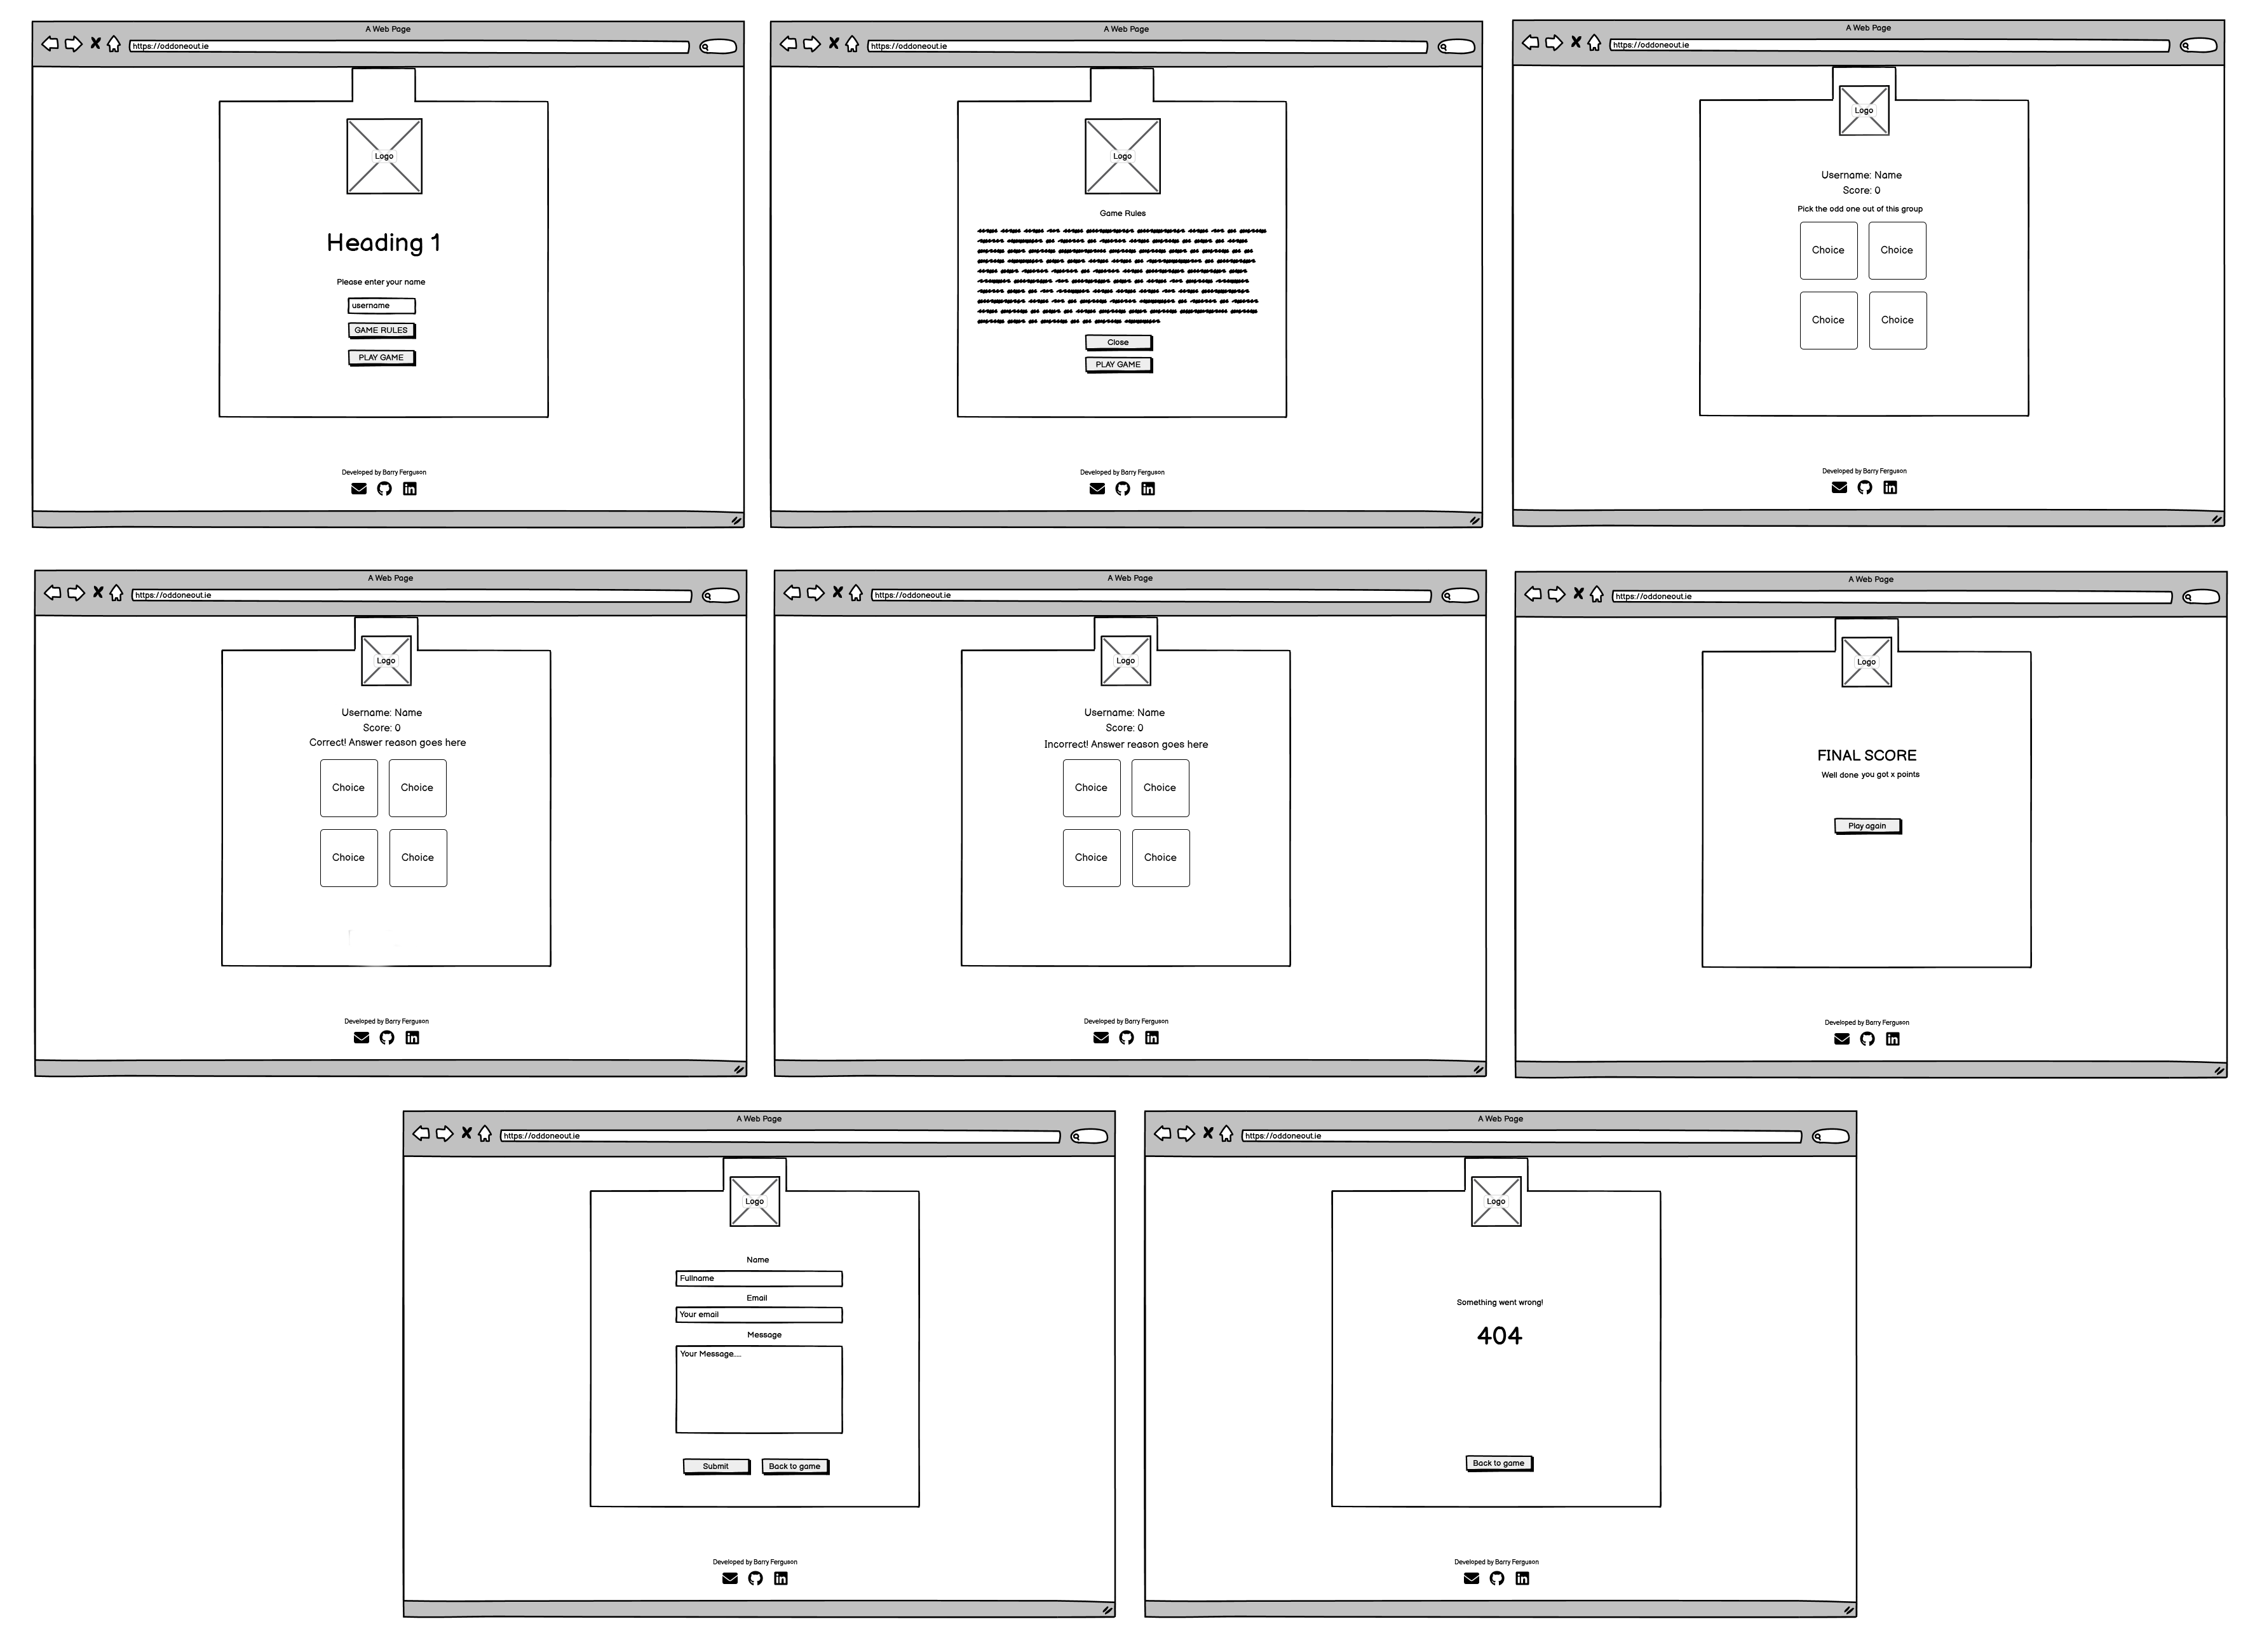 A Web Page
https://oddoneout.ie
Logo
Heading 1
Please enter your name
username
GAME RULES
PLAY GAME
Developed by Barry Ferguson
A Web Page
https://oddoneout.ie
Logo
Game Rules
Close
PLAY GAME
Developed by Barry Ferguson
A Web Page
https://oddoneout.ie
Logo
Username: Name
Score: 0
Pick the odd one out of this group
Choice Choice
Choice Choice
Developed by Barry Ferguson
A Web Page
https://oddoneout.ie
Logo
Username: Name
Score: 0
Correct! Answer reason goes here
Choice Choice
Choice Choice
Developed by Barry Ferguson
A Web Page
https://oddoneout.ie
Logo
Username: Name
Score: 0
Incorrect! Answer reason goes here
Choice Choice
Choice Choice
Developed by Barry Ferguson
A Web Page
https://oddoneout.ie
Logo
FINAL SCORE
Well done you got x points
Play again
Developed by Barry Ferguson
A Web Page
https://oddoneout.ie
Logo
Name
Fullname
Email
Your email
Message
Your Message....
Submit Back to game
Developed by Barry Ferguson
A Web Page
https://oddoneout.ie
Logo
Something went wrong!
404
Back to game
Developed by Barry Ferguson